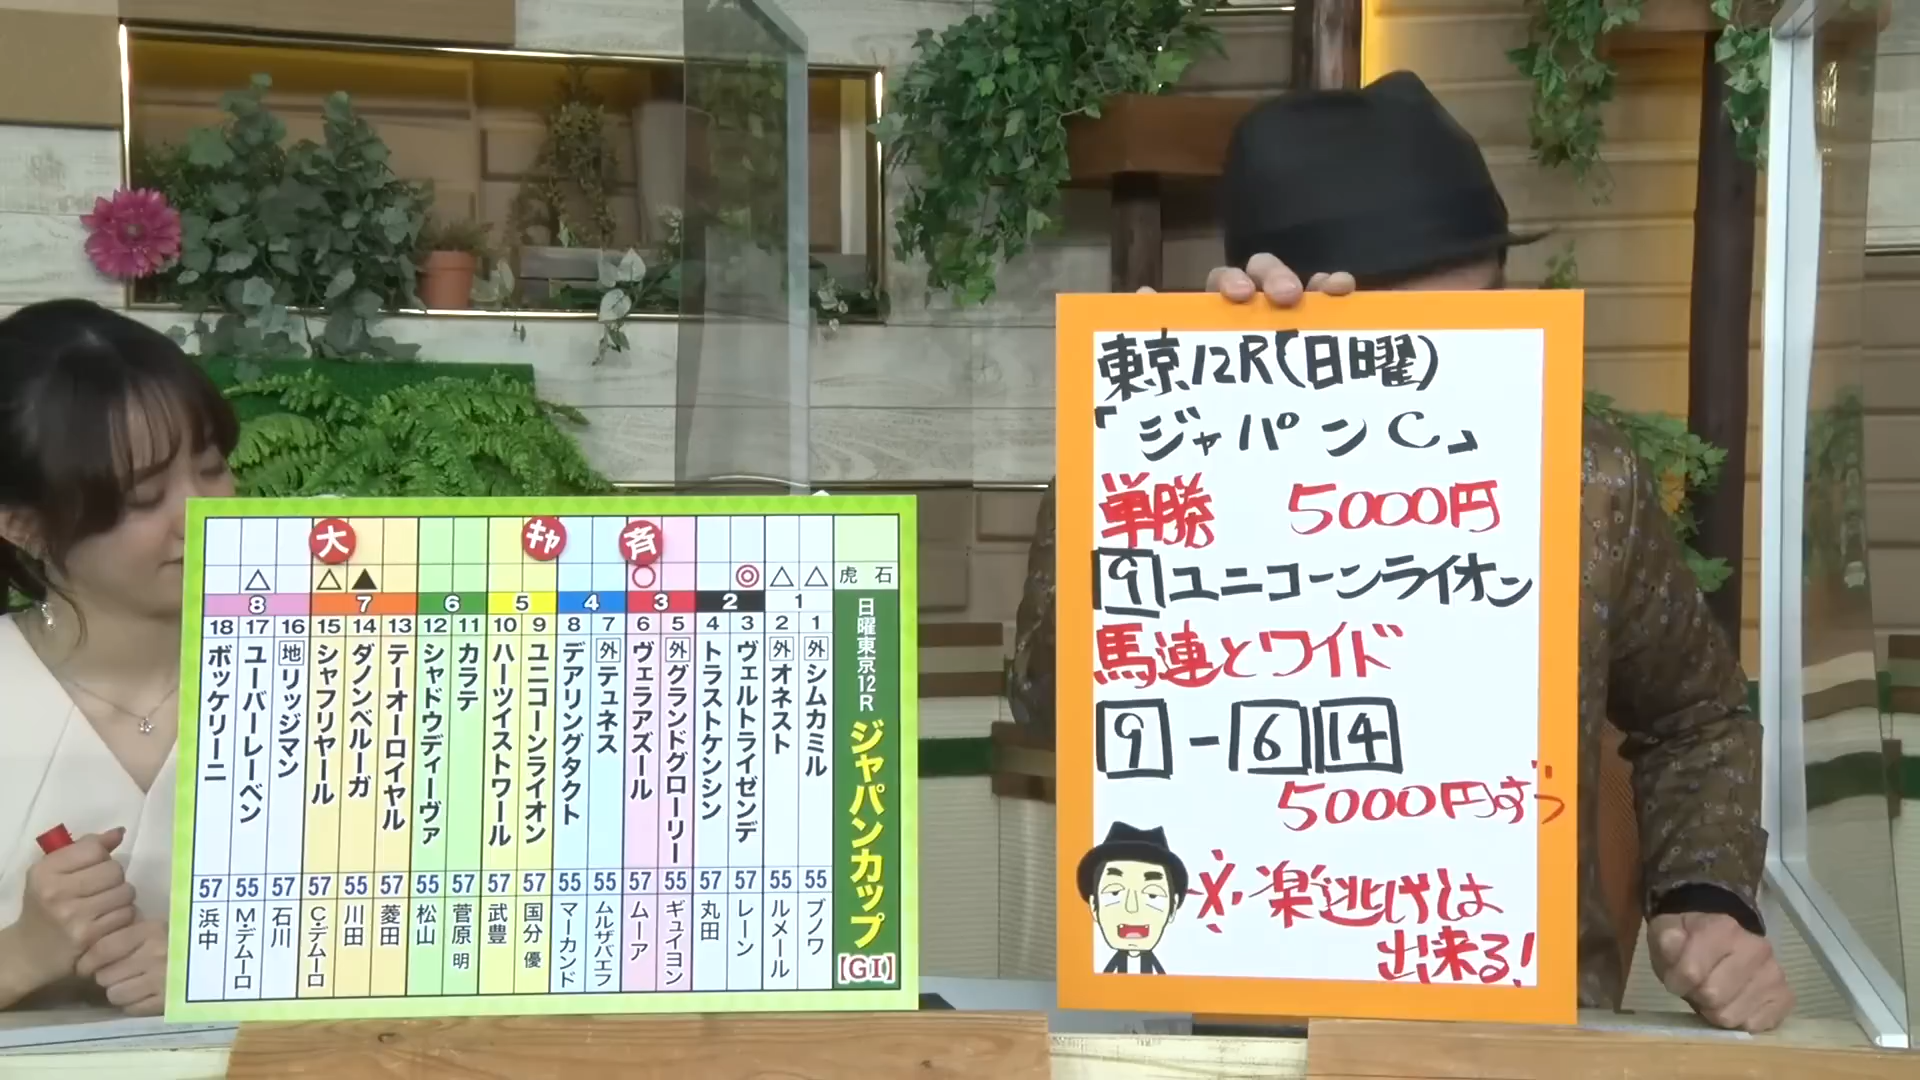 大
キャ
斉
△
△
▲
○
◎
△
△
虎 石
8
7
6
5
4
3
2
1
18 17 16 15 14 13 12 11 10 9 8 7 6 5 4 3 2 1
日曜東京12R ジャパンカップ【GI】
外 シムカミル 55 ブノワ
外 オネスト 55 ルメール
ヴェルトライゼンデ 57 レーン
トラストケンシン 57 丸田
外 グランドグローリー 55 ギュイヨン
ヴェラアズール 57 ムーア
外 テュネス 55 ムルザバエフ
デアリングタクト 55 マーカンド
ユニコーンライオン 57 国分優
ハーツイストワール 57 武豊
カラテ 57 菅原明
シャドウディーヴァ 55 松山
テーオーロイヤル 57 菱田
ダノンベルーガ 55 川田
シャフリヤール 57 C・デムーロ
地 リッジマン 57 石川
ユーバーレーベン 55 M・デムーロ
ボッケリーニ 57 浜中
東京12R(日曜)
「ジャパンC」
単勝 5000円
9 ユニコーンライオン
馬連とワイド
9 - 6 14
5000円ずつ
※楽逃げは
出来る!